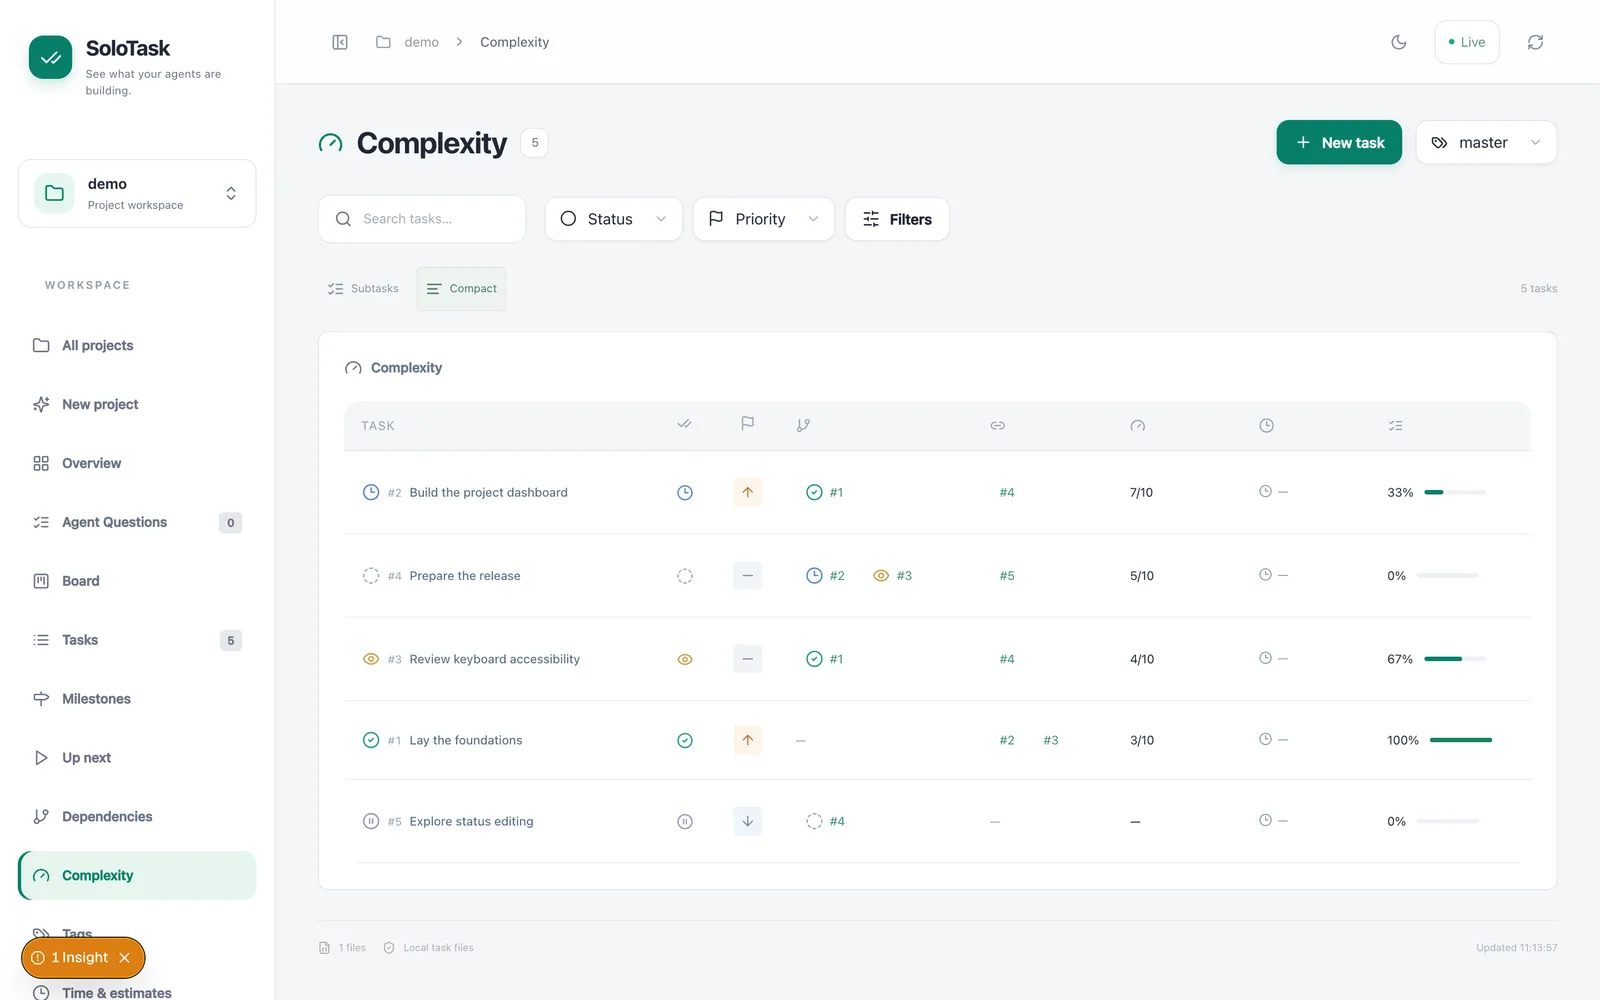 SoloTask
See what your agents are
building.
demo
Project workspace
WORKSPACE
All projects
New project
Overview
Agent Questions 0
Board
Tasks 5
Milestones
Up next
Dependencies
Complexity
Tags
1 Insight
Time & estimates
demo > Complexity
Live
Complexity 5
New task
master
Search tasks...
Status
Priority
Filters
Subtasks
Compact
5 tasks
Complexity
TASK
#2 Build the project dashboard #1 #4 7/10 — 33%
#4 Prepare the release #2 #3 #5 5/10 — 0%
#3 Review keyboard accessibility #1 #4 4/10 — 67%
#1 Lay the foundations — #2 #3 3/10 — 100%
#5 Explore status editing #4 — — — 0%
1 files
Local task files
Updated 11:13:57